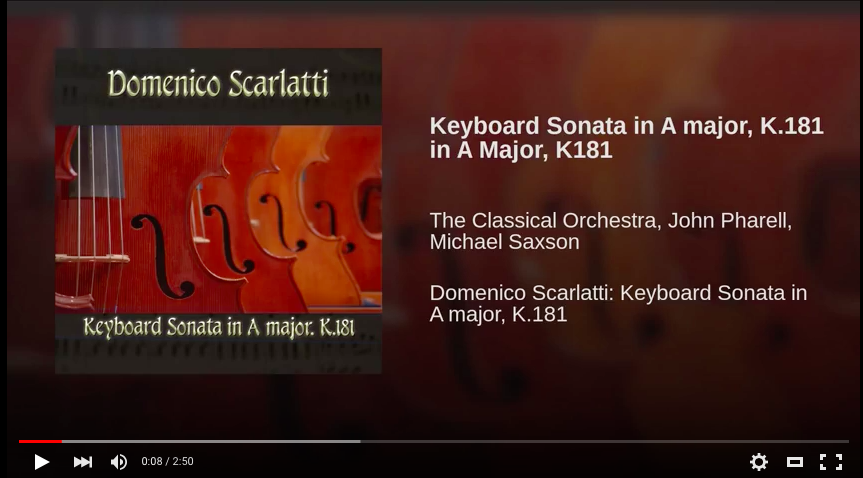 Domenico Scarlatti
Keyboard Sonata in A major. K.181
Keyboard Sonata in A major, K.181
in A Major, K181
The Classical Orchestra, John Pharell,
Michael Saxson
Domenico Scarlatti: Keyboard Sonata in
A major, K.181
0:08 / 2:50